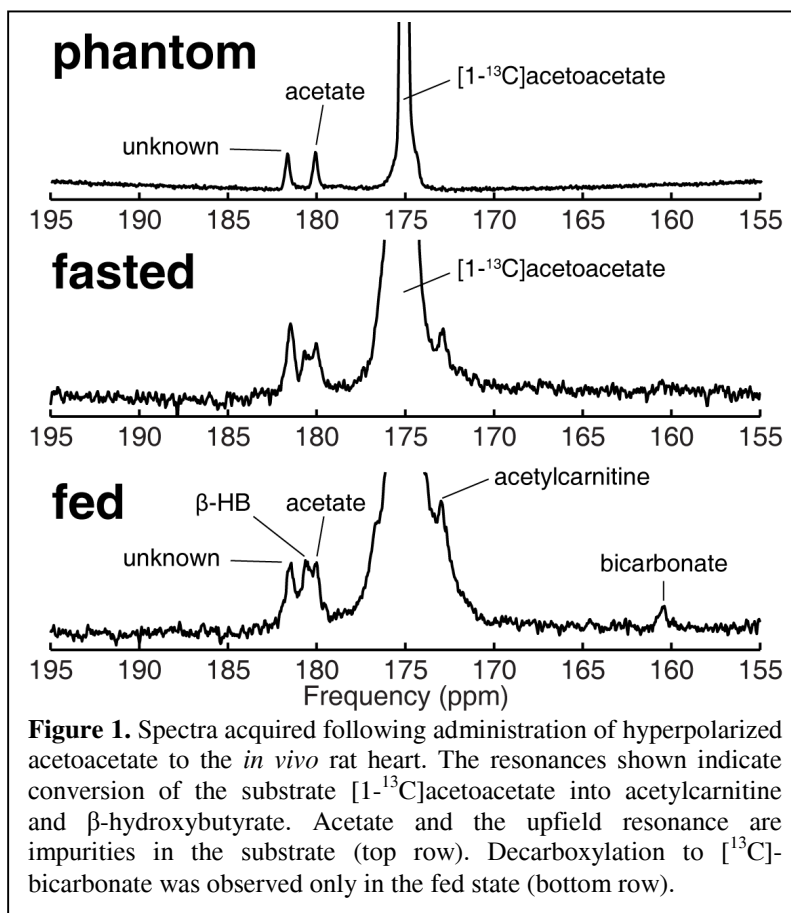 phantom
[1-¹³C]acetoacetate
acetate
unknown
195 190 185 180 175 170 165 160 155
fasted
[1-¹³C]acetoacetate
195 190 185 180 175 170 165 160 155
fed
acetylcarnitine
β-HB
acetate
unknown
bicarbonate
195 190 185 180 175 170 165 160 155
Frequency (ppm)
Figure 1. Spectra acquired following administration of hyperpolarized
acetoacetate to the in vivo rat heart. The resonances shown indicate
conversion of the substrate [1-¹³C]acetoacetate into acetylcarnitine
and β-hydroxybutyrate. Acetate and the upfield resonance are
impurities in the substrate (top row). Decarboxylation to [¹³C]-
bicarbonate was observed only in the fed state (bottom row).